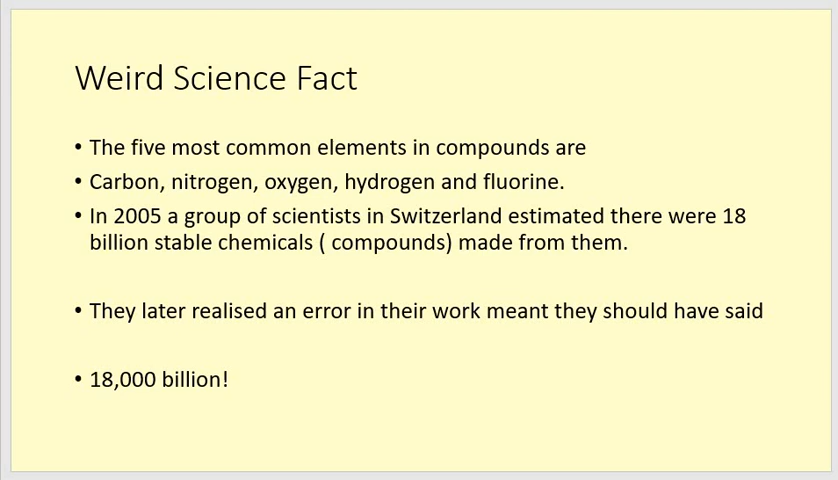 Weird Science Fact
• The five most common elements in compounds are
• Carbon, nitrogen, oxygen, hydrogen and fluorine.
• In 2005 a group of scientists in Switzerland estimated there were 18
billion stable chemicals ( compounds) made from them.
• They later realised an error in their work meant they should have said
• 18,000 billion!